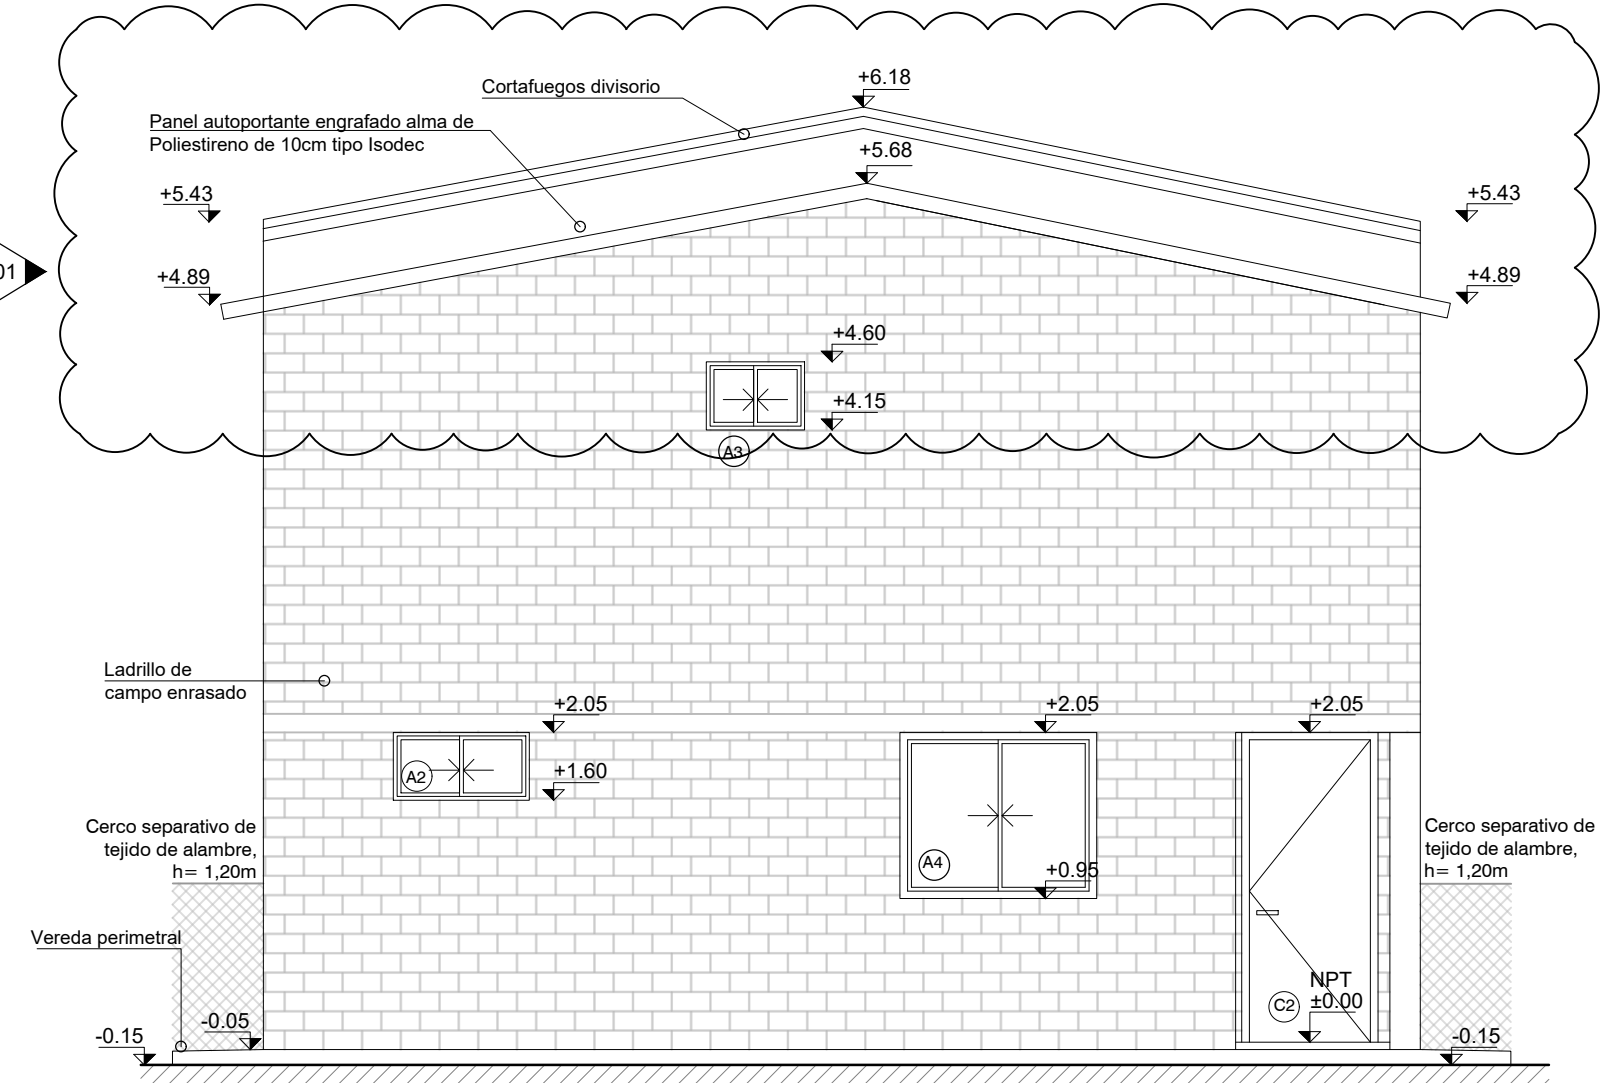 +6.18
Cortafuegos divisorio
Panel autoportante engrafado alma de
Poliestireno de 10cm tipo Isodec
+5.68
+5.43
+5.43
01
+4.89
+4.89
+4.60
+4.15
A3
Ladrillo de
campo enrasado
+2.05
+2.05
+2.05
A2
+1.60
Cerco separativo de
tejido de alambre,
h= 1,20m
Cerco separativo de
tejido de alambre,
h= 1,20m
A4
+0.95
Vereda perimetral
NPT
±0.00
C2
-0.05
-0.15
-0.15